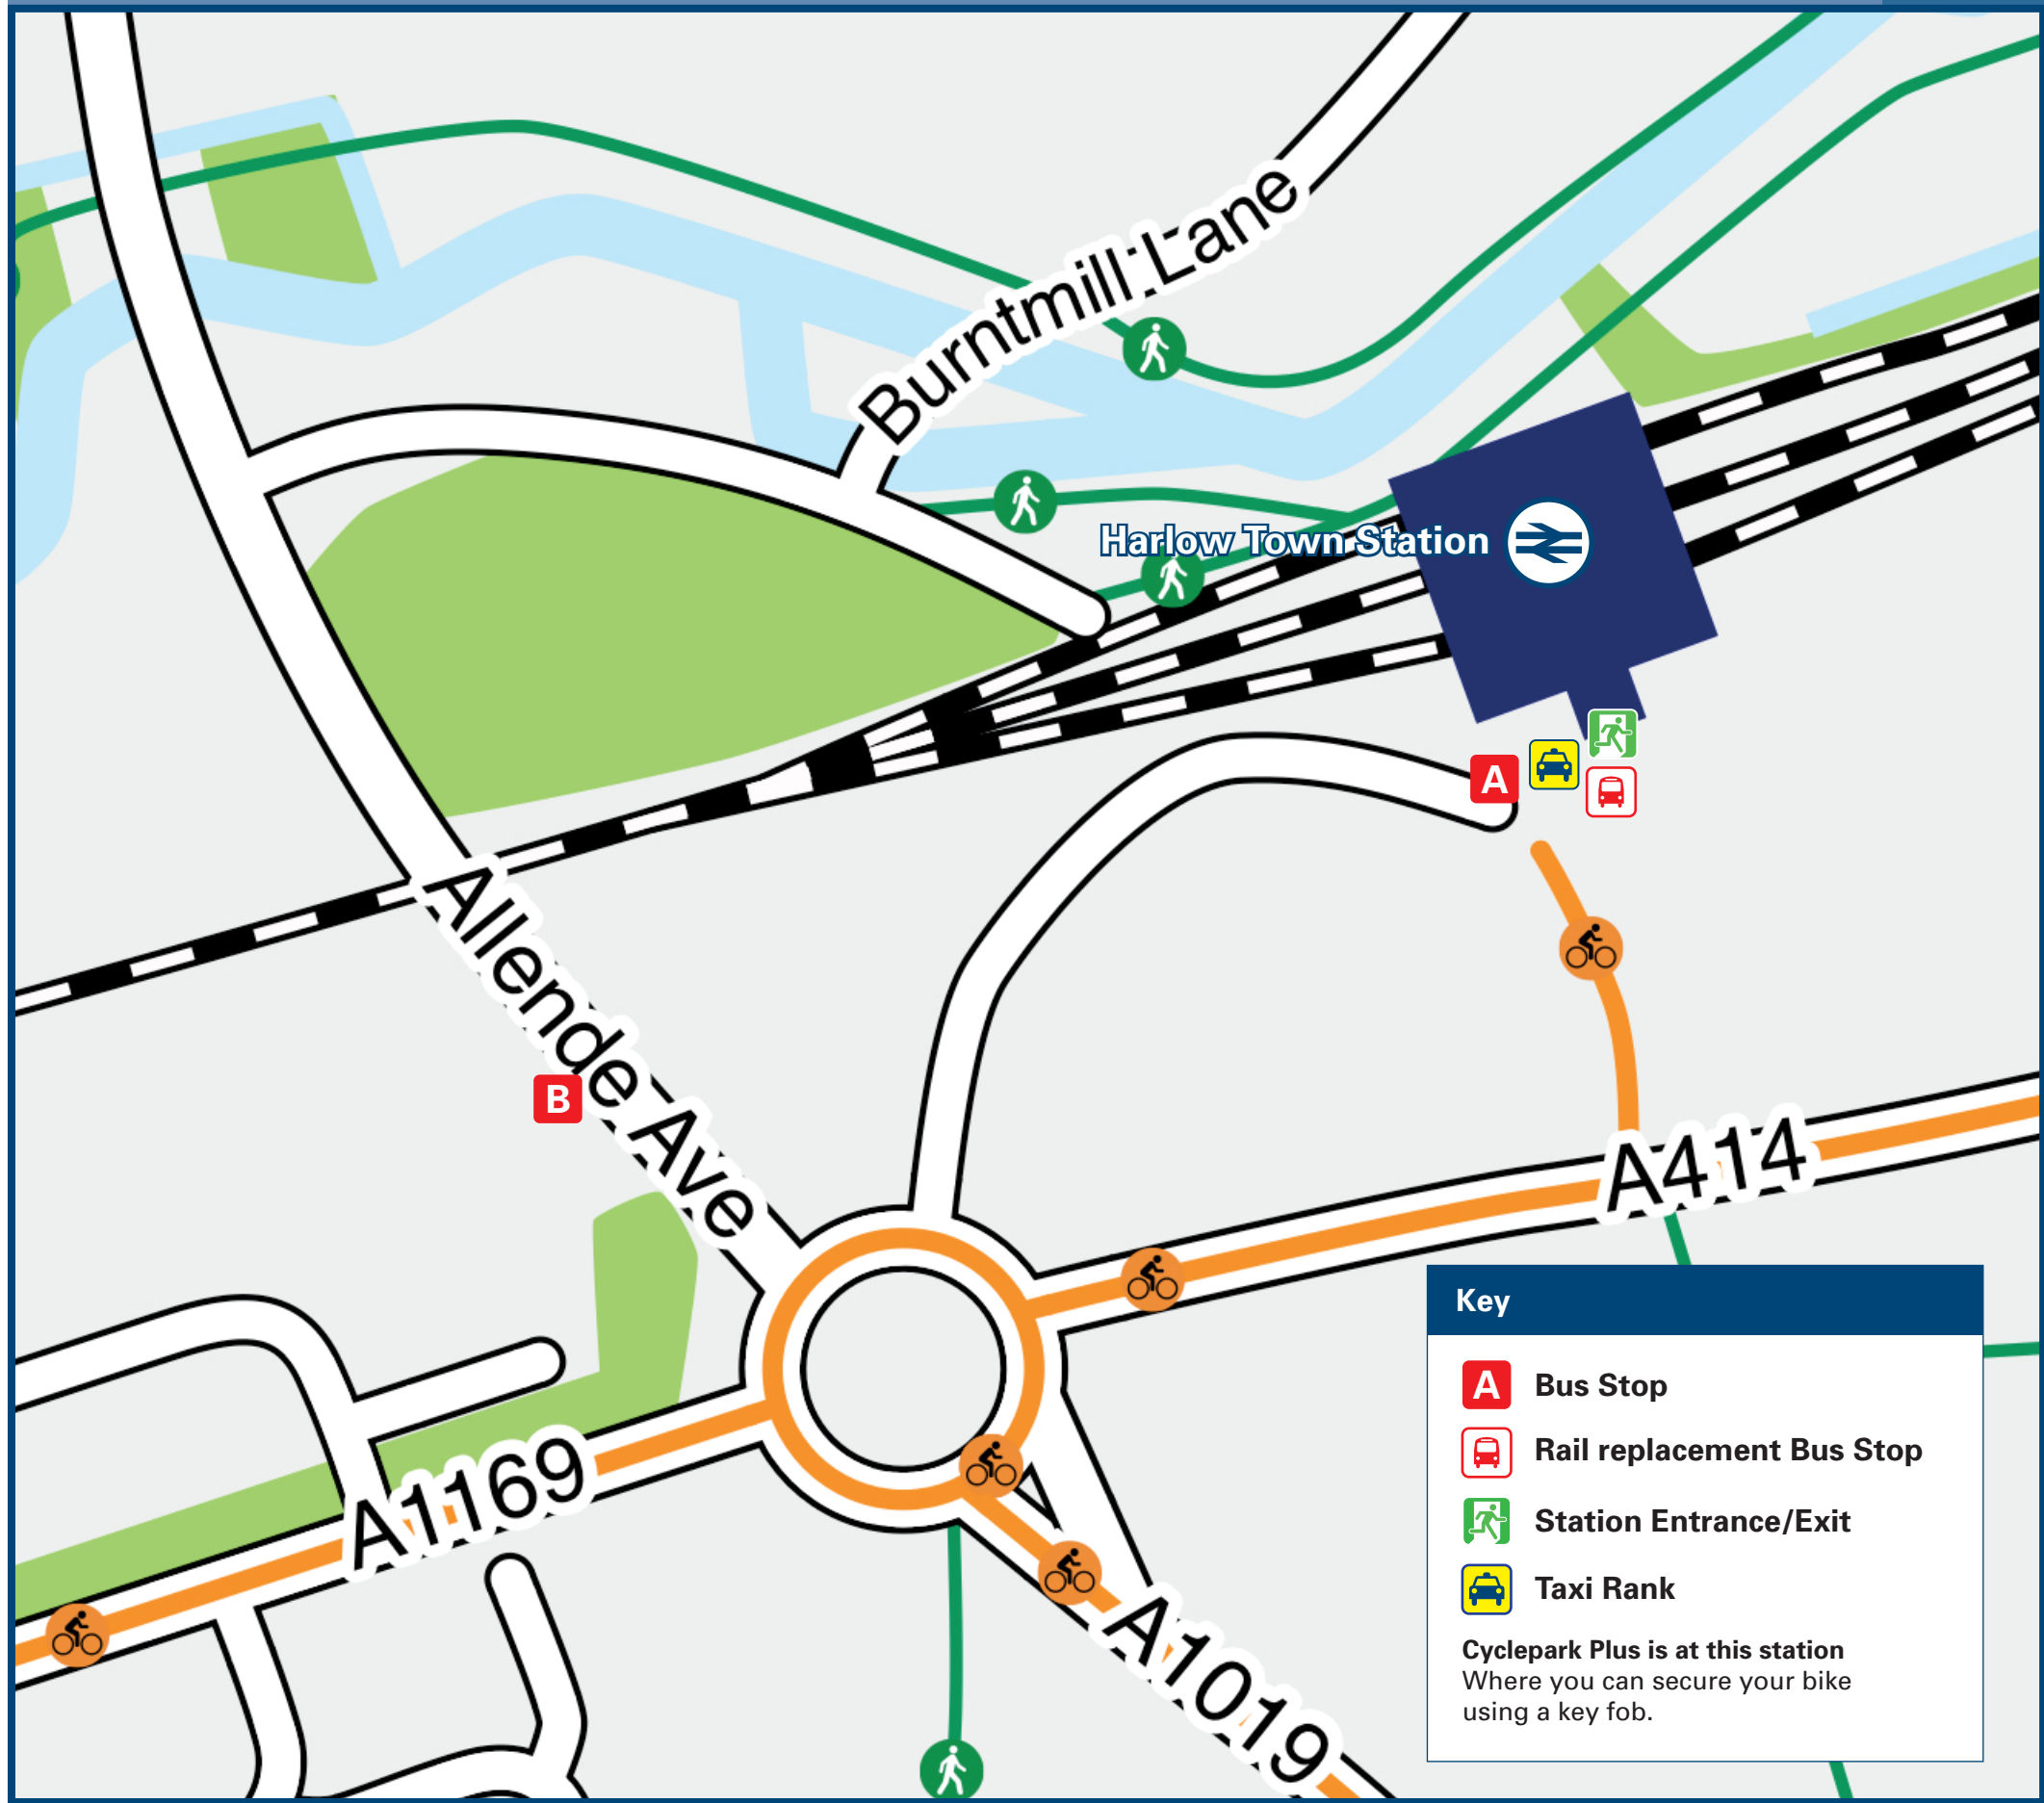 Burntmill Lane
Harlow Town Station
A
Allende Ave
B
A414
A1169
A1019
Key
A Bus Stop
Rail replacement Bus Stop
Station Entrance/Exit
Taxi Rank
Cyclepark Plus is at this station
Where you can secure your bike
using a key fob.